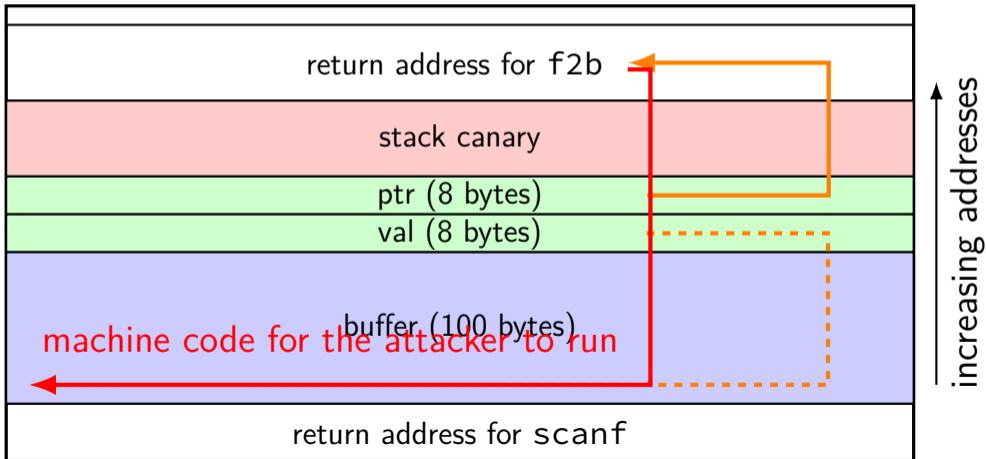 return address for f2b
stack canary
ptr (8 bytes)
val (8 bytes)
buffer (100 bytes)
machine code for the attacker to run
return address for scanf
increasing addresses